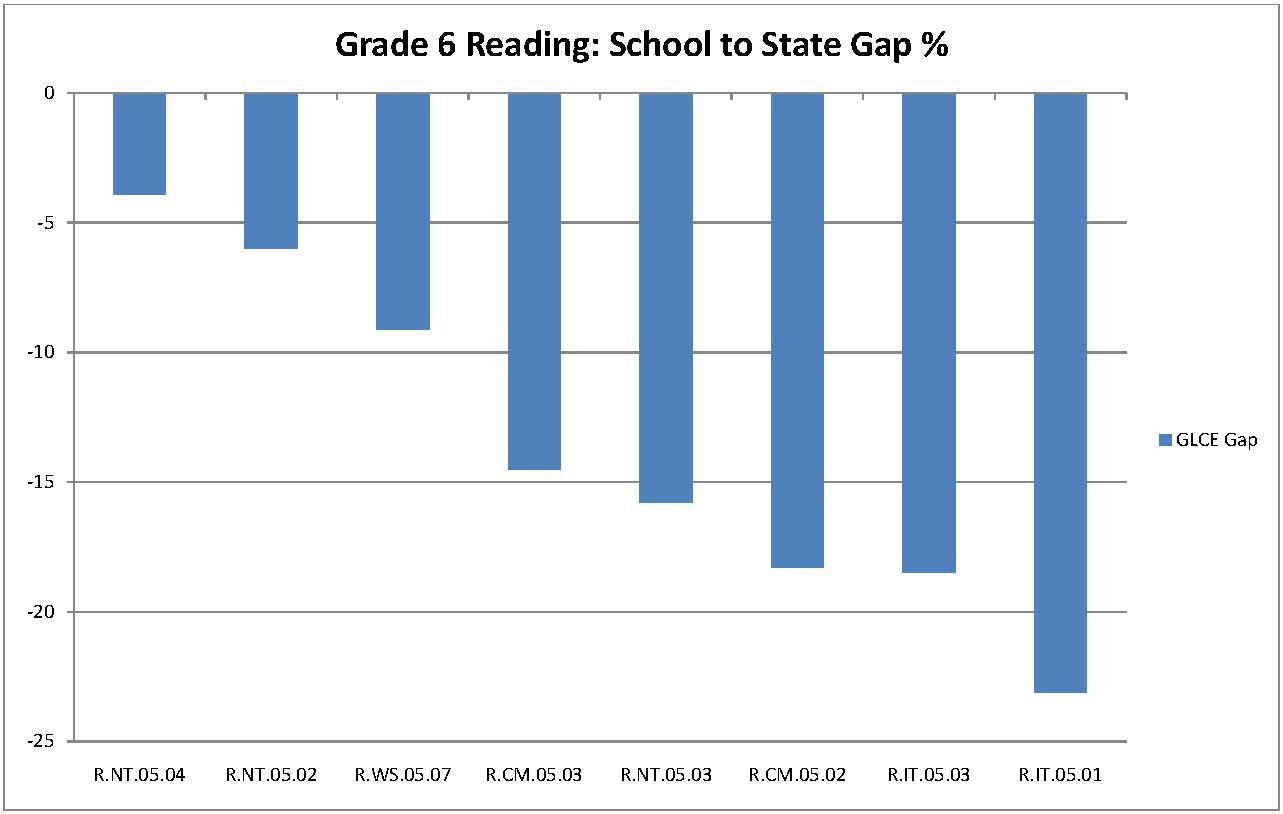 Grade 6 Reading: School to State Gap %
0
-5
-10
-15
-20
-25
GLCE Gap
R.NT.05.04 R.NT.05.02 R.WS.05.07 R.CM.05.03 R.NT.05.03 R.CM.05.02 R.IT.05.03 R.IT.05.01